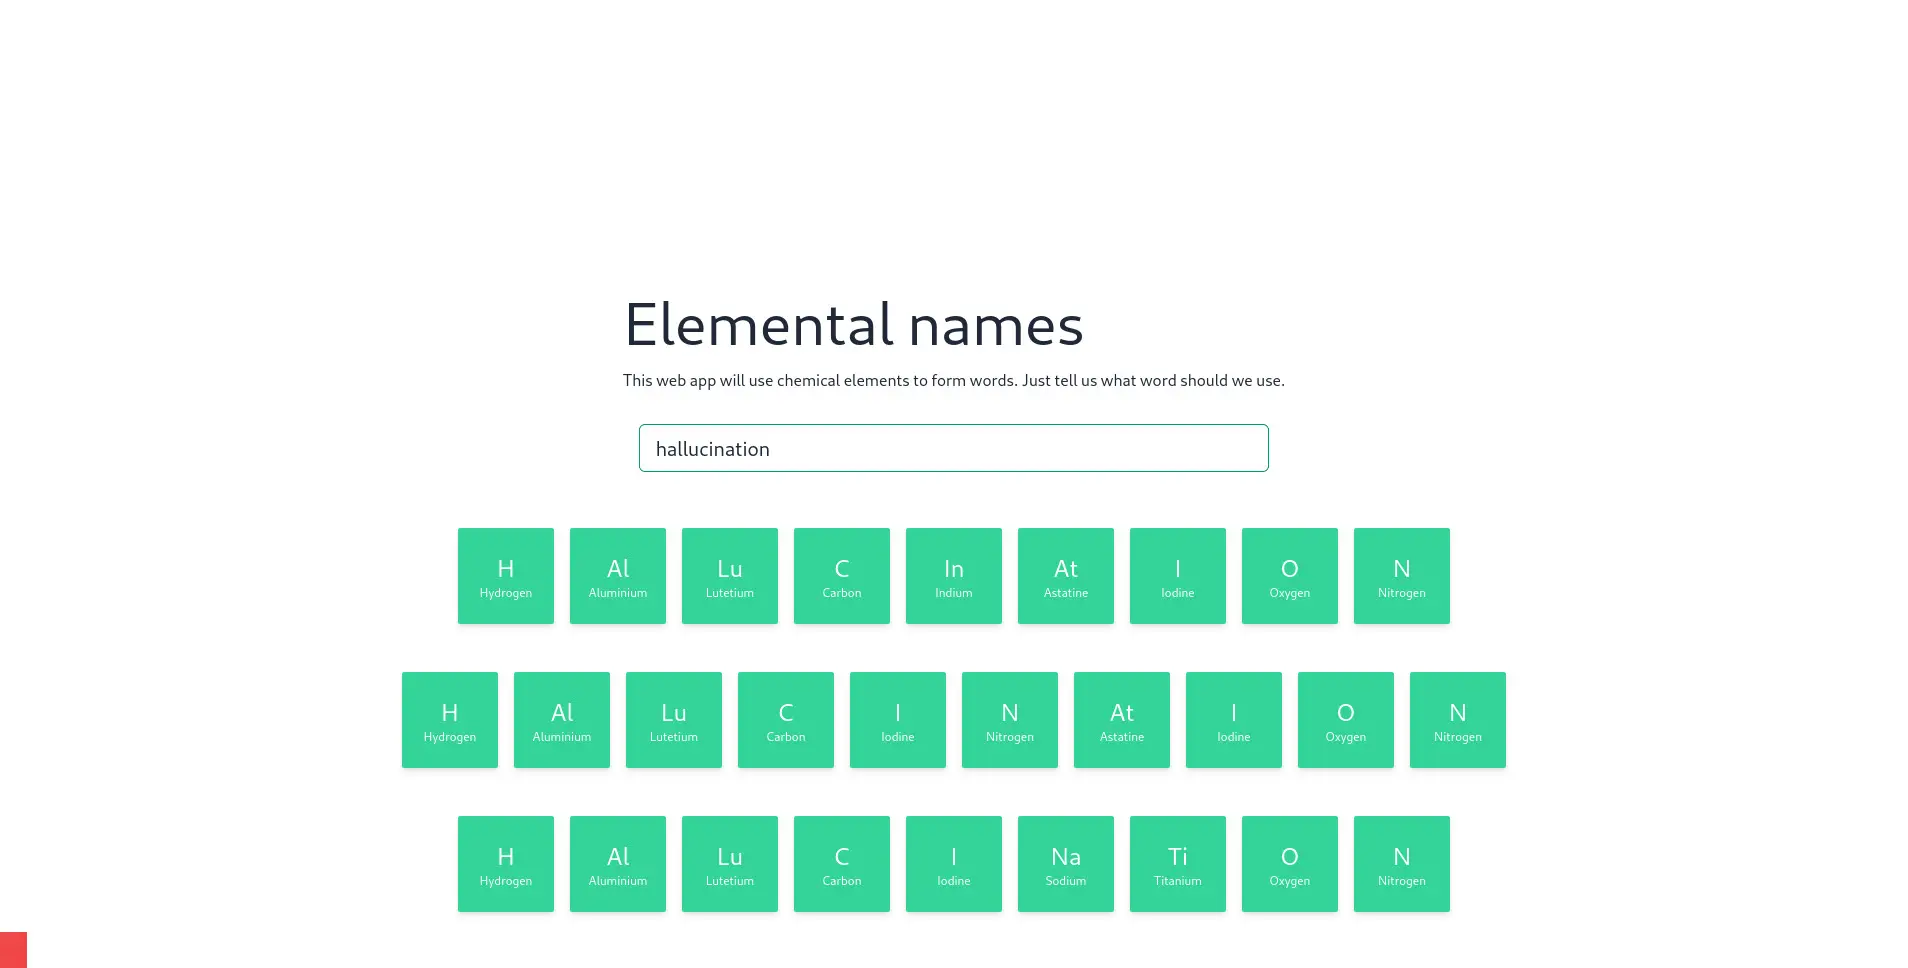 Elemental names
This web app will use chemical elements to form words. Just tell us what word should we use.
hallucination
H Al Lu C In At I O N
Hydrogen Aluminium Lutetium Carbon Indium Astatine Iodine Oxygen Nitrogen
H Al Lu C I N At I O N
Hydrogen Aluminium Lutetium Carbon Iodine Nitrogen Astatine Iodine Oxygen Nitrogen
H Al Lu C I Na Ti O N
Hydrogen Aluminium Lutetium Carbon Iodine Sodium Titanium Oxygen Nitrogen